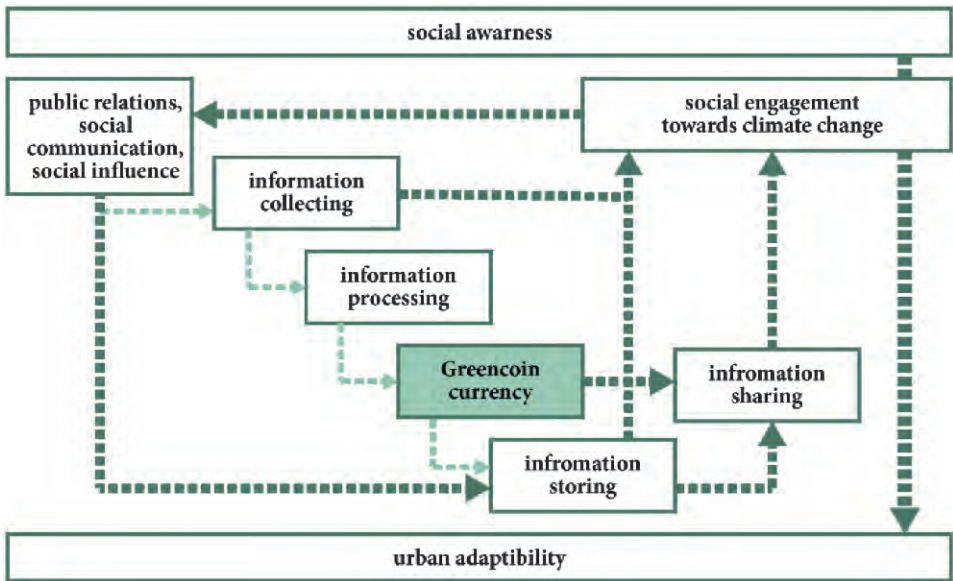 social awarness
public relations,
social
communication,
social influence
social engagement
towards climate change
information
collecting
information
processing
Greencoin
currency
infromation
sharing
infromation
storing
urban adaptibility